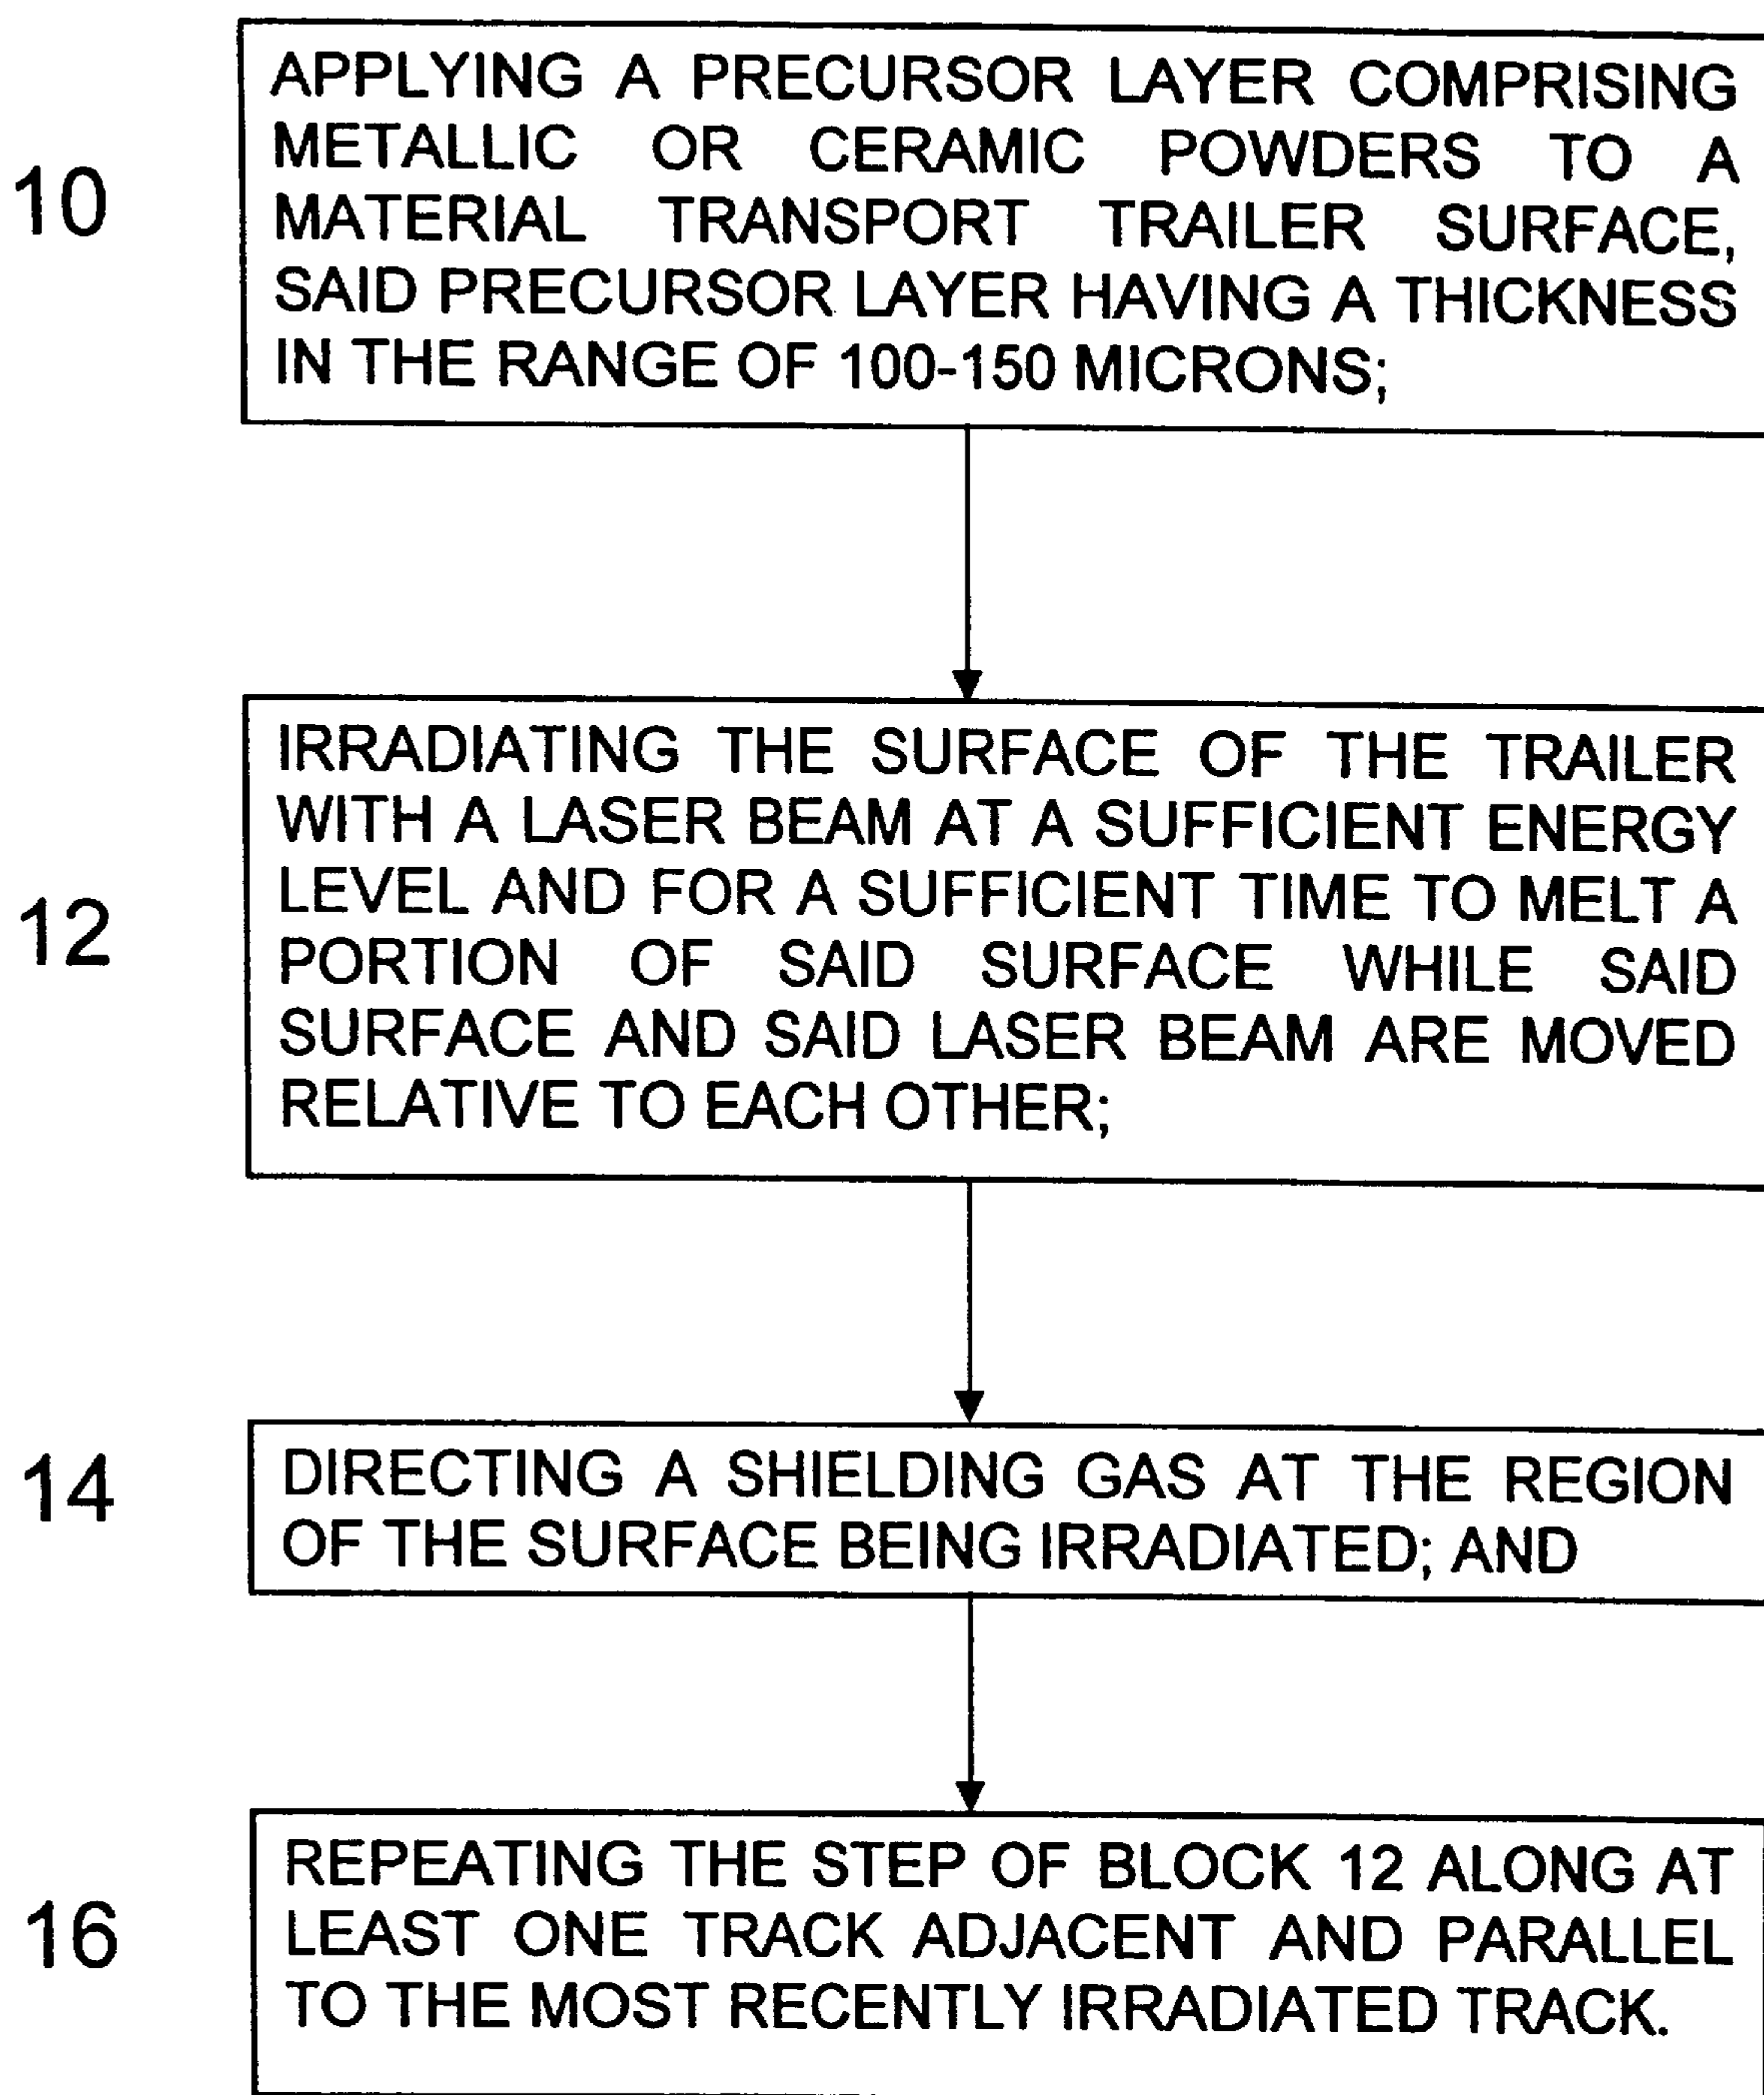 10
APPLYING A PRECURSOR LAYER COMPRISING
METALLIC OR CERAMIC POWDERS TO A
MATERIAL TRANSPORT TRAILER SURFACE,
SAID PRECURSOR LAYER HAVING A THICKNESS
IN THE RANGE OF 100-150 MICRONS;
12
IRRADIATING THE SURFACE OF THE TRAILER
WITH A LASER BEAM AT A SUFFICIENT ENERGY
LEVEL AND FOR A SUFFICIENT TIME TO MELT A
PORTION OF SAID SURFACE WHILE SAID
SURFACE AND SAID LASER BEAM ARE MOVED
RELATIVE TO EACH OTHER;
14
DIRECTING A SHIELDING GAS AT THE REGION
OF THE SURFACE BEING IRRADIATED; AND
16
REPEATING THE STEP OF BLOCK 12 ALONG AT
LEAST ONE TRACK ADJACENT AND PARALLEL
TO THE MOST RECENTLY IRRADIATED TRACK.